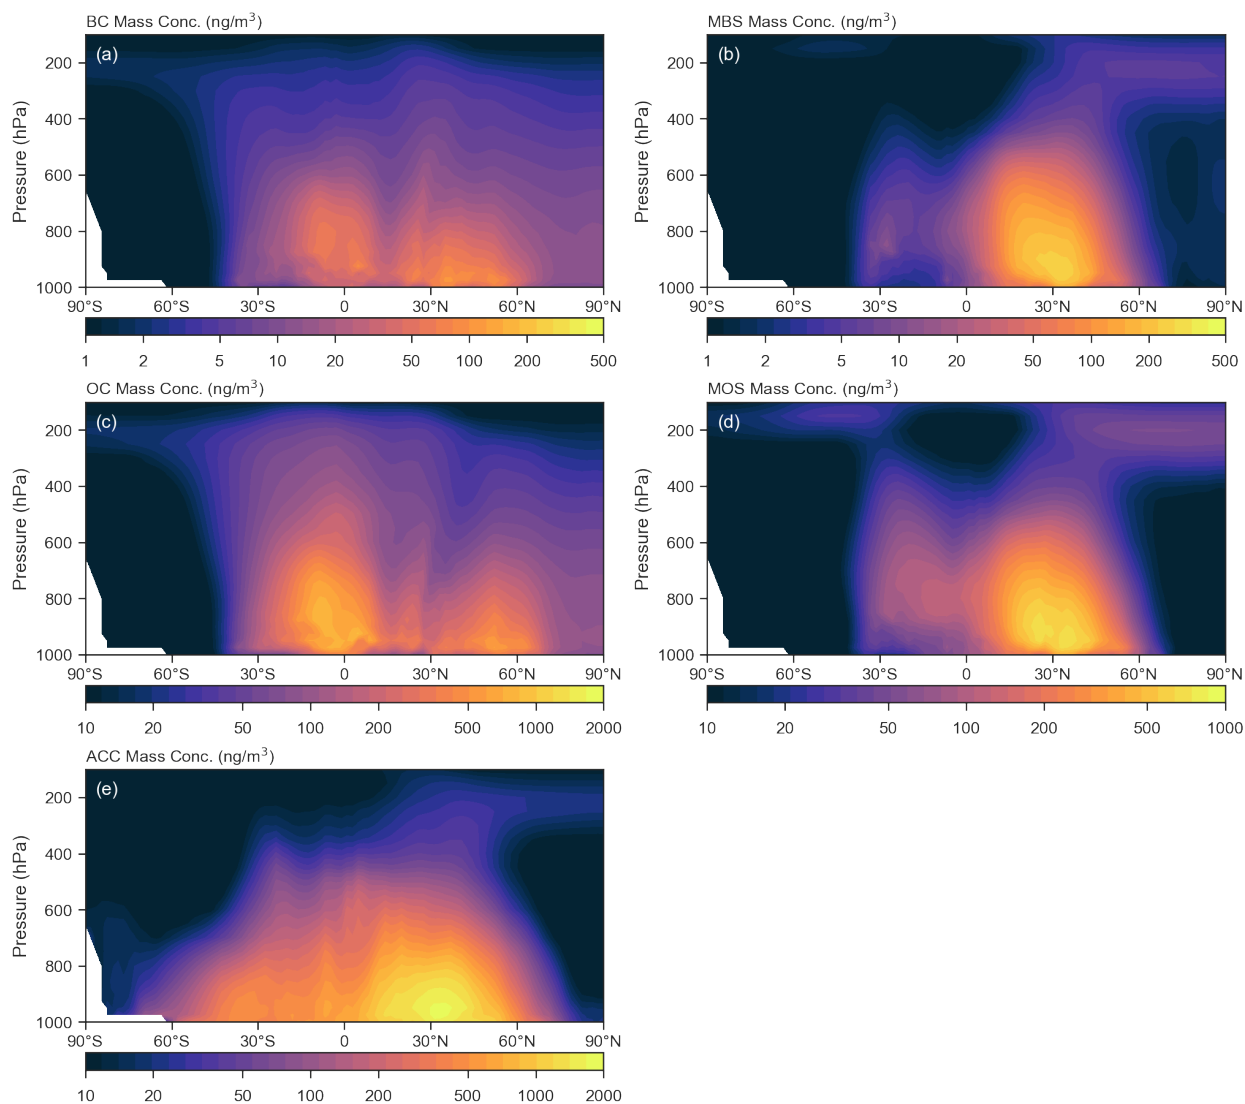 BC Mass Conc. (ng/m³)
(a)
Pressure (hPa)
200
400
600
800
1000
90°S 60°S 30°S 0 30°N 60°N 90°N
1 2 5 10 20 50 100 200 500
MBS Mass Conc. (ng/m³)
(b)
Pressure (hPa)
200
400
600
800
1000
90°S 60°S 30°S 0 30°N 60°N 90°N
1 2 5 10 20 50 100 200 500
OC Mass Conc. (ng/m³)
(c)
Pressure (hPa)
200
400
600
800
1000
90°S 60°S 30°S 0 30°N 60°N 90°N
10 20 50 100 200 500 1000 2000
MOS Mass Conc. (ng/m³)
(d)
Pressure (hPa)
200
400
600
800
1000
90°S 60°S 30°S 0 30°N 60°N 90°N
10 20 50 100 200 500 1000
ACC Mass Conc. (ng/m³)
(e)
Pressure (hPa)
200
400
600
800
1000
90°S 60°S 30°S 0 30°N 60°N 90°N
10 20 50 100 200 500 1000 2000